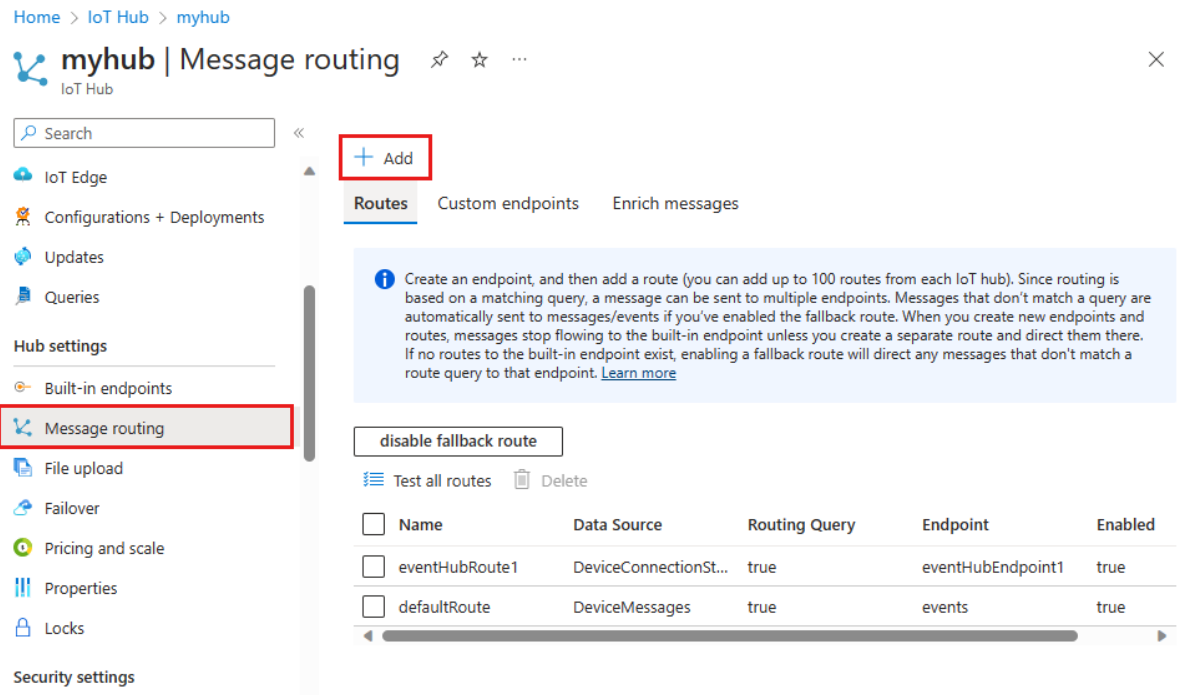 Home > IoT Hub > myhub
myhub | Message routing ...
IoT Hub
Search
«
IoT Edge
Configurations + Deployments
Updates
Queries
Hub settings
Built-in endpoints
Message routing
File upload
Failover
Pricing and scale
Properties
Locks
Security settings
+ Add
Routes Custom endpoints Enrich messages
Create an endpoint, and then add a route (you can add up to 100 routes from each IoT hub). Since routing is
based on a matching query, a message can be sent to multiple endpoints. Messages that don't match a query are
automatically sent to messages/events if you've enabled the fallback route. When you create new endpoints and
routes, messages stop flowing to the built-in endpoint unless you create a separate route and direct them there.
If no routes to the built-in endpoint exist, enabling a fallback route will direct any messages that don't match a
route query to that endpoint. Learn more
disable fallback route
Test all routes Delete
Name Data Source Routing Query Endpoint Enabled
eventHubRoute1 DeviceConnectionSt... true eventHubEndpoint1 true
defaultRoute DeviceMessages true events true